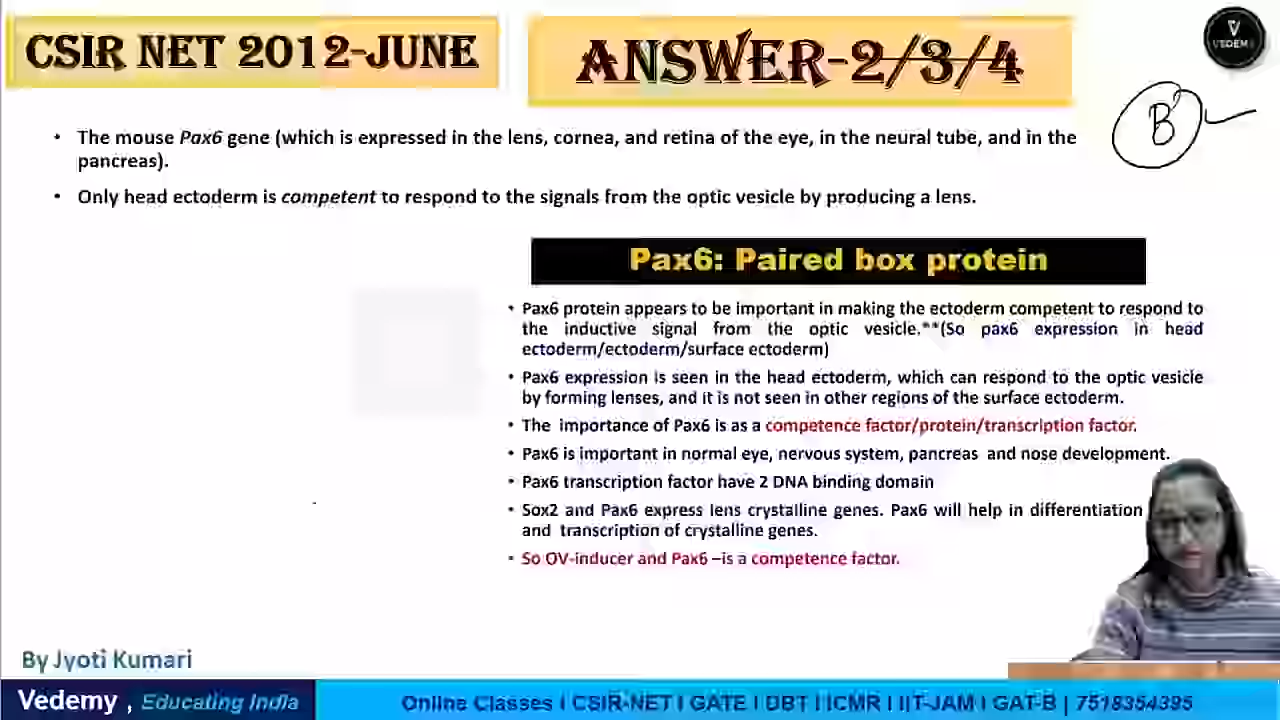 CSIR NET 2012-JUNE
ANSWER-2/3/4
VEDEMY
B
• The mouse Pax6 gene (which is expressed in the lens, cornea, and retina of the eye, in the neural tube, and in the
pancreas).
• Only head ectoderm is competent to respond to the signals from the optic vesicle by producing a lens.
Pax6: Paired box protein
• Pax6 protein appears to be important in making the ectoderm competent to respond to
the inductive signal from the optic vesicle.**(So pax6 expression in head
ectoderm/ectoderm/surface ectoderm)
• Pax6 expression is seen in the head ectoderm, which can respond to the optic vesicle
by forming lenses, and it is not seen in other regions of the surface ectoderm.
• The importance of Pax6 is as a competence factor/protein/transcription factor.
• Pax6 is important in normal eye, nervous system, pancreas and nose development.
• Pax6 transcription factor have 2 DNA binding domain
• Sox2 and Pax6 express lens crystalline genes. Pax6 will help in differentiation
and transcription of crystalline genes.
• So OV-inducer and Pax6 –is a competence factor.
By Jyoti Kumari
Vedemy , Educating India
Online Classes I CSIR-NET I GATE I DBT I ICMR I IIT-JAM I GAT-B | 7518354395